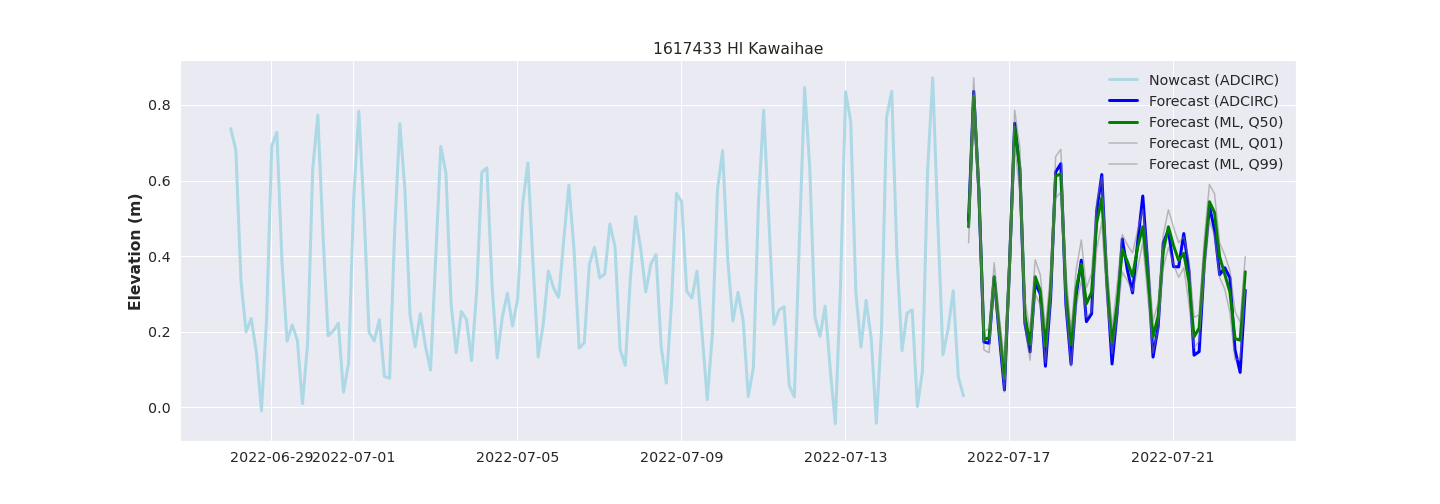 1617433 HI Kawaihae
Nowcast (ADCIRC)
Forecast (ADCIRC)
Forecast (ML, Q50)
Forecast (ML, Q01)
Forecast (ML, Q99)
Elevation (m)
0.8
0.6
0.4
0.2
0.0
2022-06-29 2022-07-01 2022-07-05 2022-07-09 2022-07-13 2022-07-17 2022-07-21